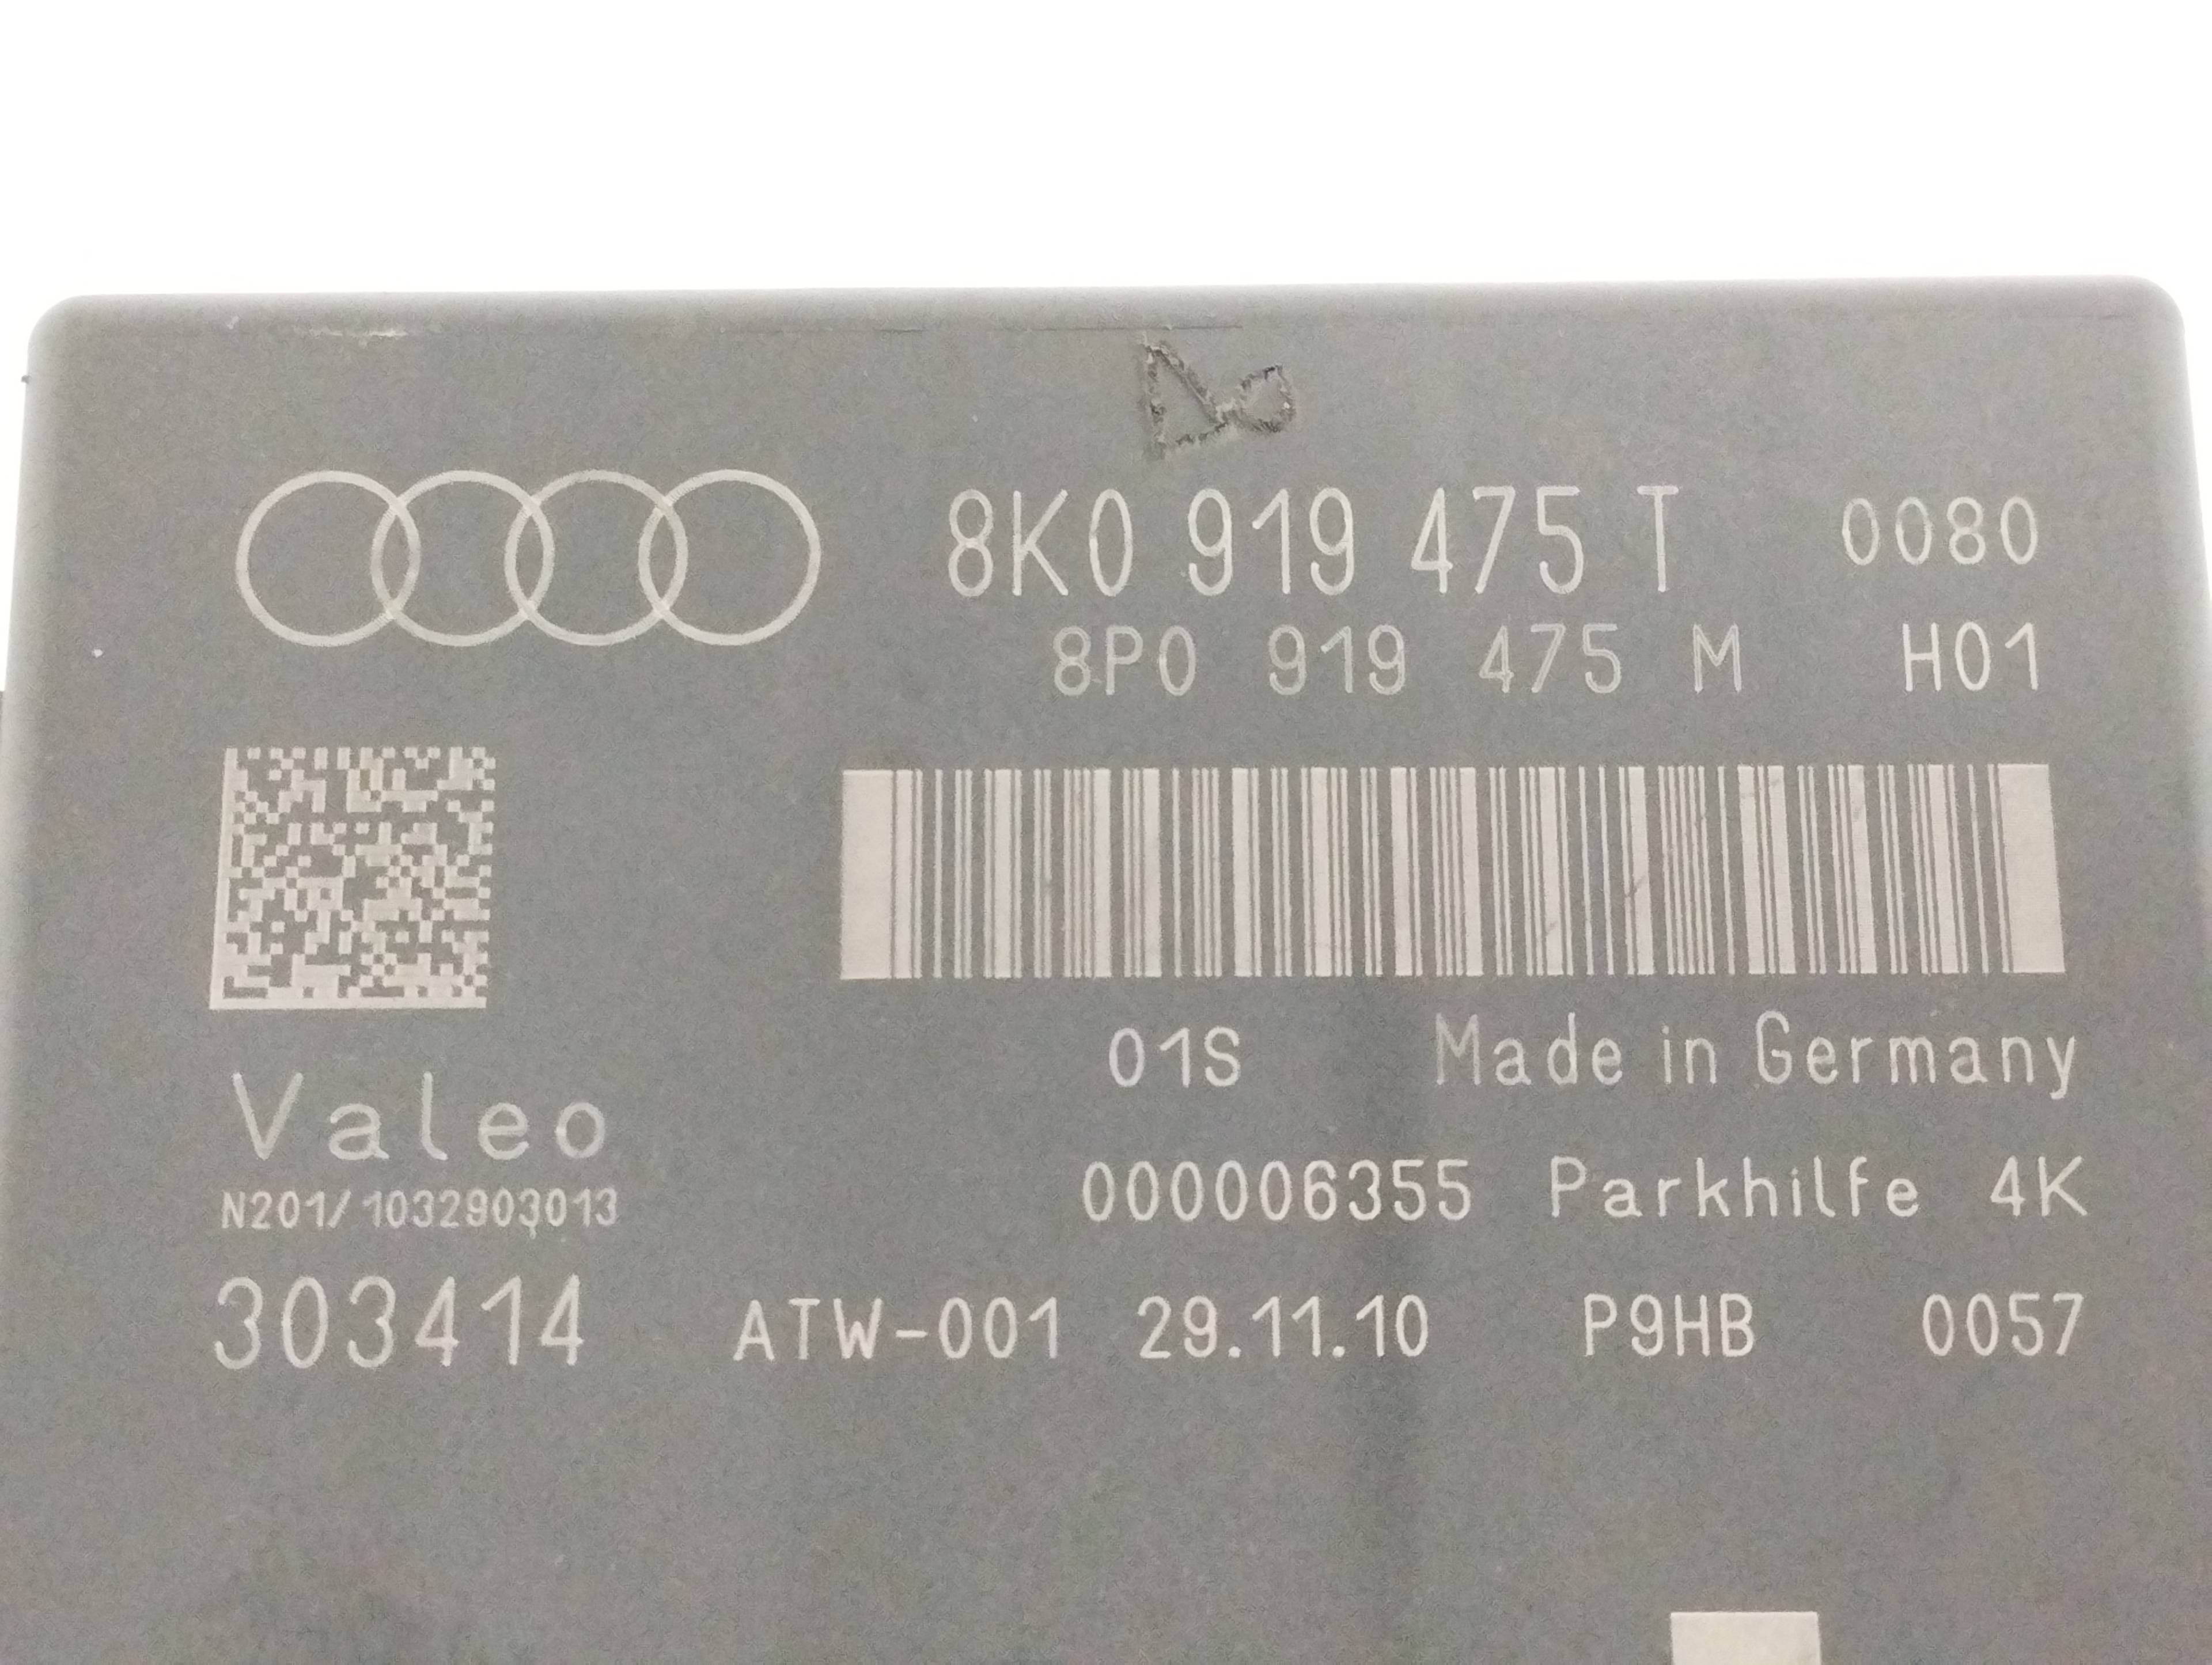 8K0 919 475 T 0080
8P0 919 475 M H01
01S Made in Germany
Valeo
000006355 Parkhilfe 4K
N201/1032903013
303414 ATW-001 29.11.10 P9HB 0057